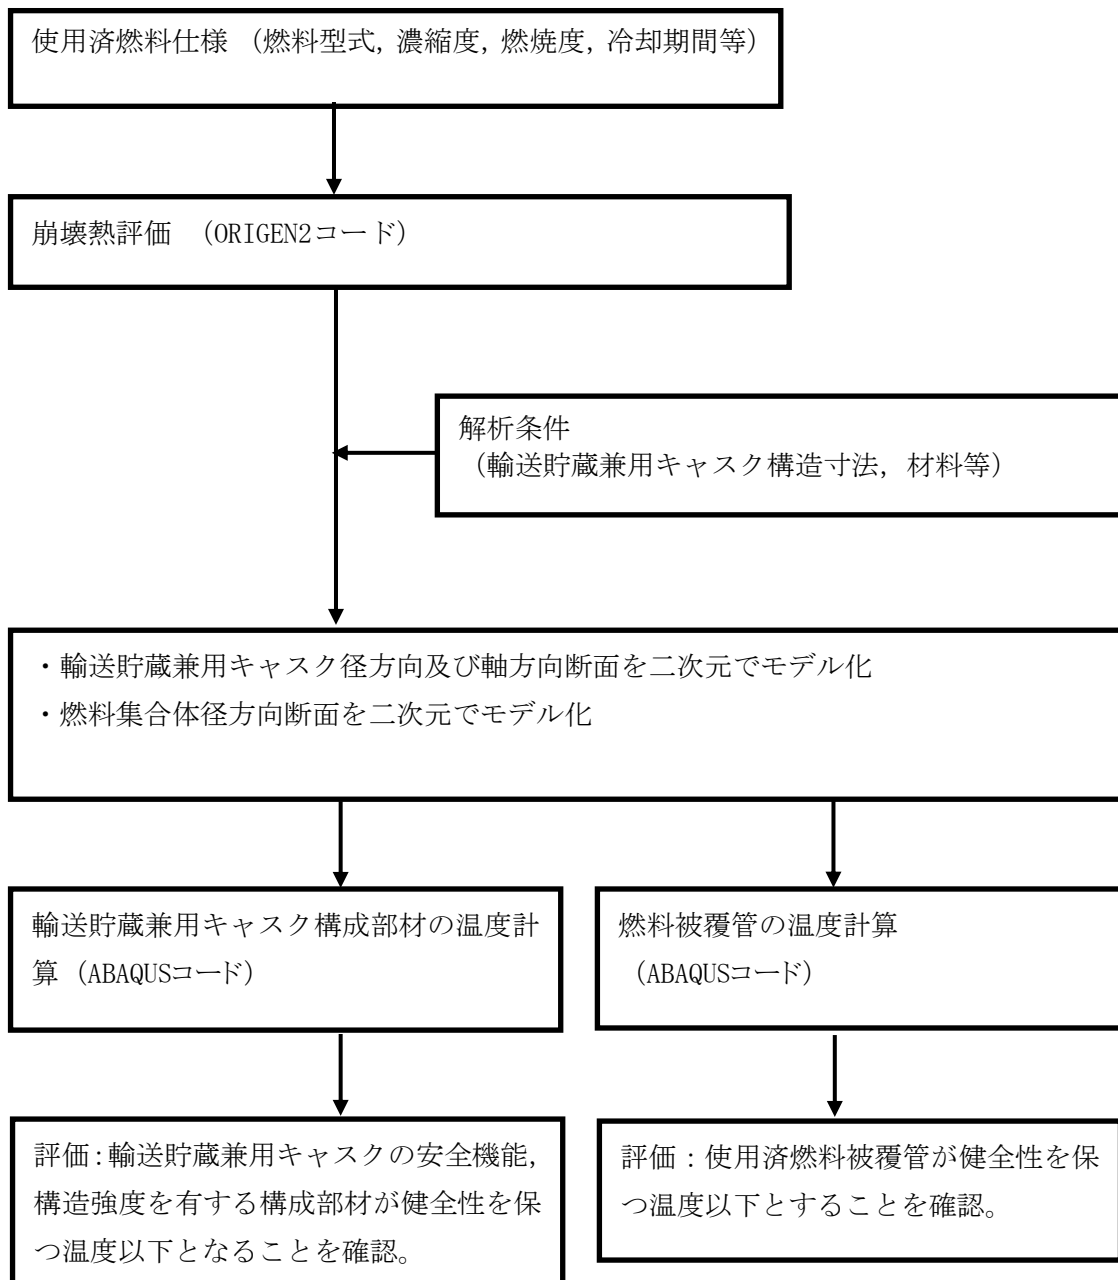 使用済燃料仕様 （燃料型式，濃縮度，燃焼度，冷却期間等）
崩壊熱評価 （ORIGEN2コード）
解析条件
（輸送貯蔵兼用キャスク構造寸法，材料等）
・輸送貯蔵兼用キャスク径方向及び軸方向断面を二次元でモデル化
・燃料集合体径方向断面を二次元でモデル化
輸送貯蔵兼用キャスク構成部材の温度計
算（ABAQUSコード）
燃料被覆管の温度計算
（ABAQUSコード）
評価：輸送貯蔵兼用キャスクの安全機能，
構造強度を有する構成部材が健全性を保
つ温度以下となることを確認。
評価：使用済燃料被覆管が健全性を保
つ温度以下とすることを確認。